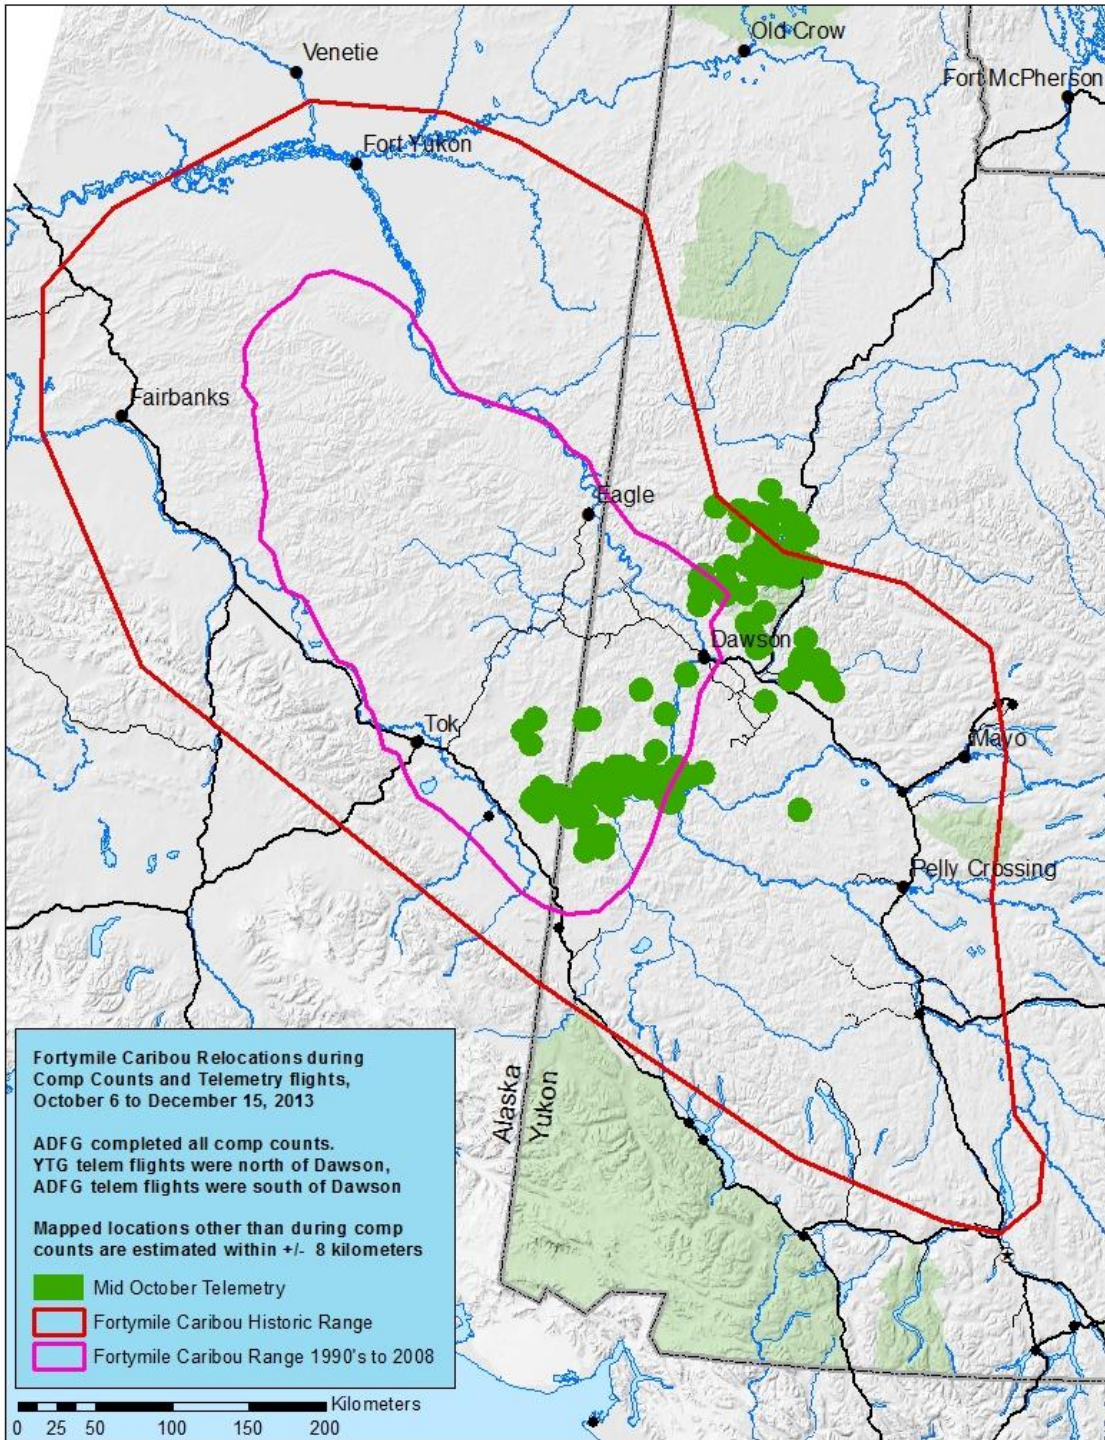 Old Crow
Venetie
Fort McPherson
Fort Yukon
Fairbanks
Eagle
Dawson
Tok
Mayo
Pelly Crossing
Alaska
Yukon
Fortymile Caribou Relocations during
Comp Counts and Telemetry flights,
October 6 to December 15, 2013
ADFG completed all comp counts.
YTG telem flights were north of Dawson,
ADFG telem flights were south of Dawson
Mapped locations other than during comp
counts are estimated within +/- 8 kilometers
Mid October Telemetry
Fortymile Caribou Historic Range
Fortymile Caribou Range 1990's to 2008
Kilometers
0 25 50 100 150 200